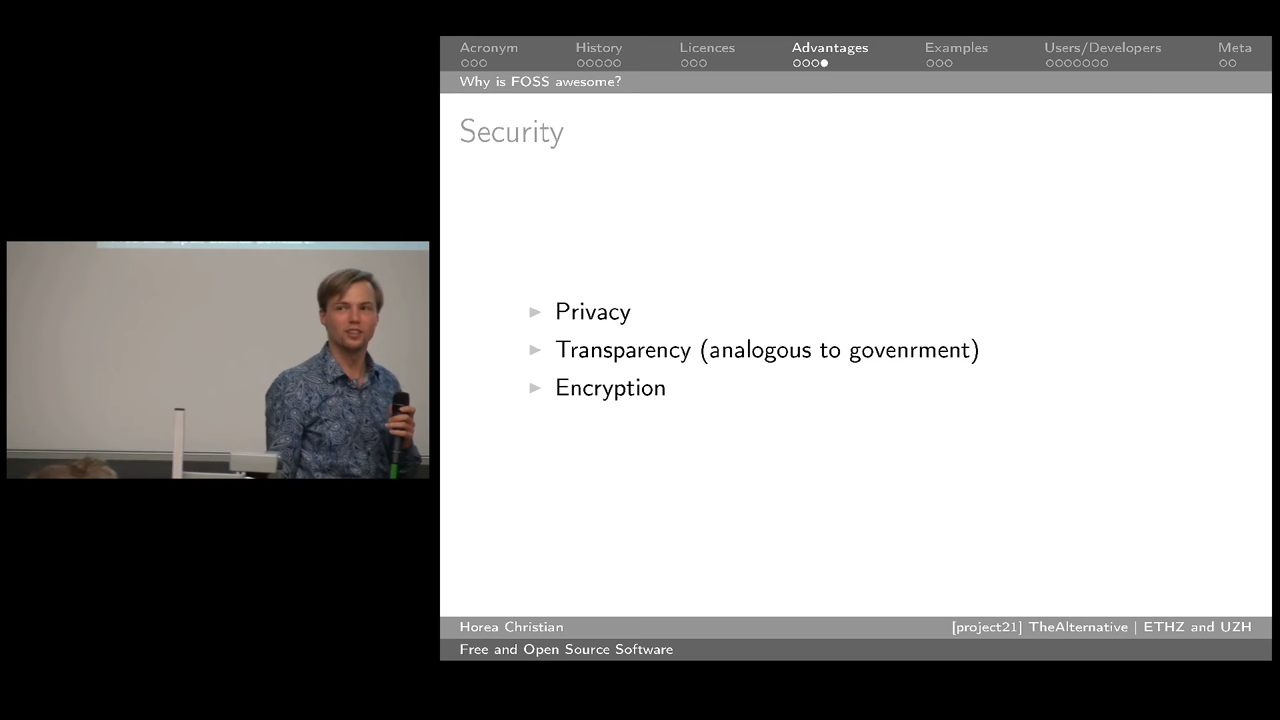 Acronym History Licences Advantages Examples Users/Developers Meta
Why is FOSS awesome?
Security
Privacy
Transparency (analogous to govenrment)
Encryption
Horea Christian [project21] TheAlternative | ETHZ and UZH
Free and Open Source Software